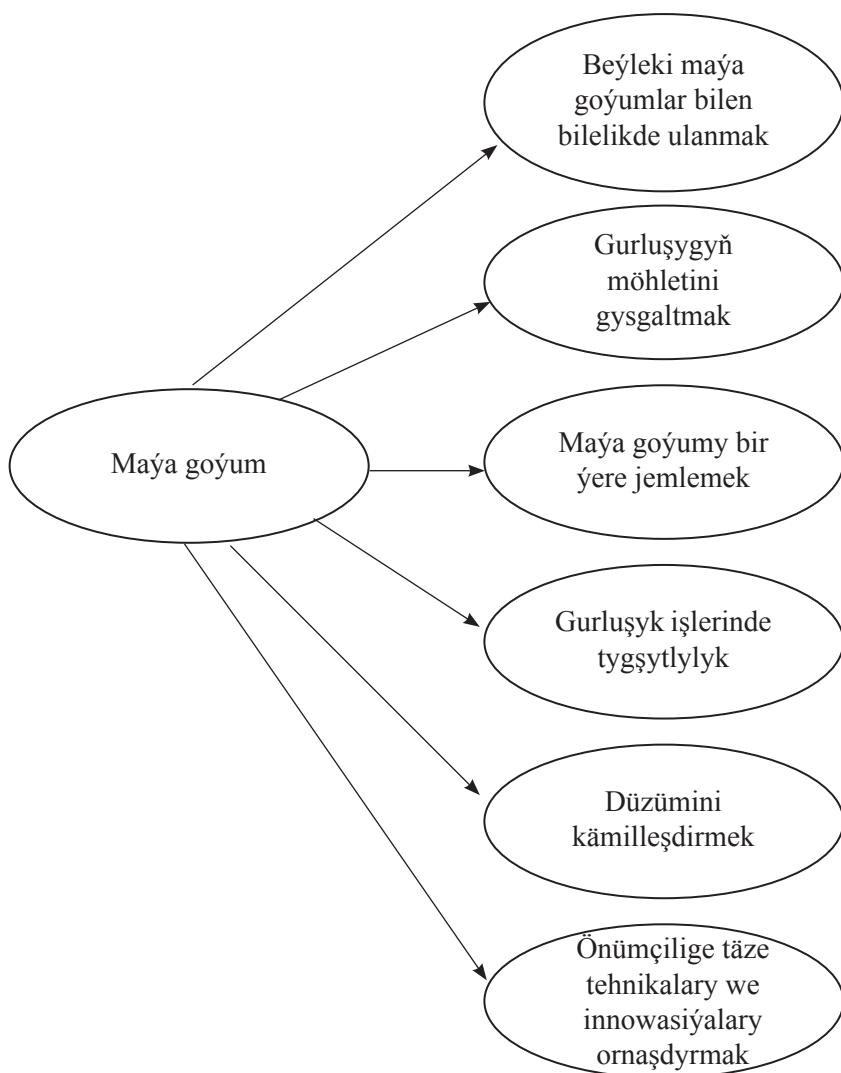 Beýleki maýa
goýumlar bilen
bilelikde ulanmak
Gurluşygyň
möhletini
gysgaltmak
Maýa goýum
Maýa goýumy bir
ýere jemlemek
Gurluşyk işlerinde
tygşytlylyk
Düzümini
kämilleşdirmek
Önümçilige täze
tehnikalary we
innowasiýalary
ornaşdyrmak